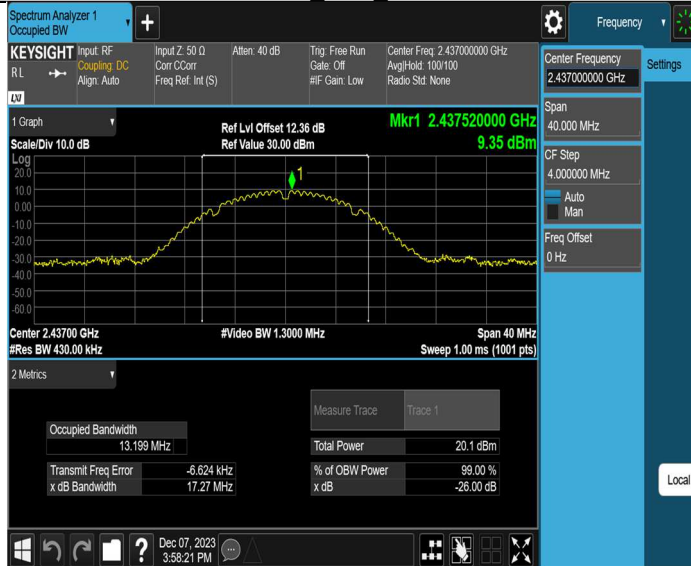 Spectrum Analyzer 1
Occupied BW
+
Frequency
KEYSIGHT
RL
LXI
Input: RF
Coupling: DC
Align: Auto
Input Z: 50 Ω
Corr CCorr
Freq Ref: Int (S)
Atten: 40 dB
Trig: Free Run
Gate: Off
#IF Gain: Low
Center Freq: 2.437000000 GHz
Avg|Hold: 100/100
Radio Std: None
1 Graph
Scale/Div 10.0 dB
Ref Lvl Offset 12.36 dB
Ref Value 30.00 dBm
Mkr1 2.437520000 GHz
9.35 dBm
Log
20.0
10.0
0.00
-10.0
-20.0
-30.0
-40.0
-50.0
-60.0
1
Center 2.43700 GHz
#Res BW 430.00 kHz
#Video BW 1.3000 MHz
Span 40 MHz
Sweep 1.00 ms (1001 pts)
2 Metrics
Measure Trace Trace 1
Occupied Bandwidth
13.199 MHz
Total Power 20.1 dBm
Transmit Freq Error -6.624 kHz
% of OBW Power 99.00 %
x dB Bandwidth 17.27 MHz
x dB -26.00 dB
Center Frequency
2.437000000 GHz
Settings
Span
40.000 MHz
CF Step
4.000000 MHz
Auto
Man
Freq Offset
0 Hz
Local
?
Dec 07, 2023
3:58:21 PM